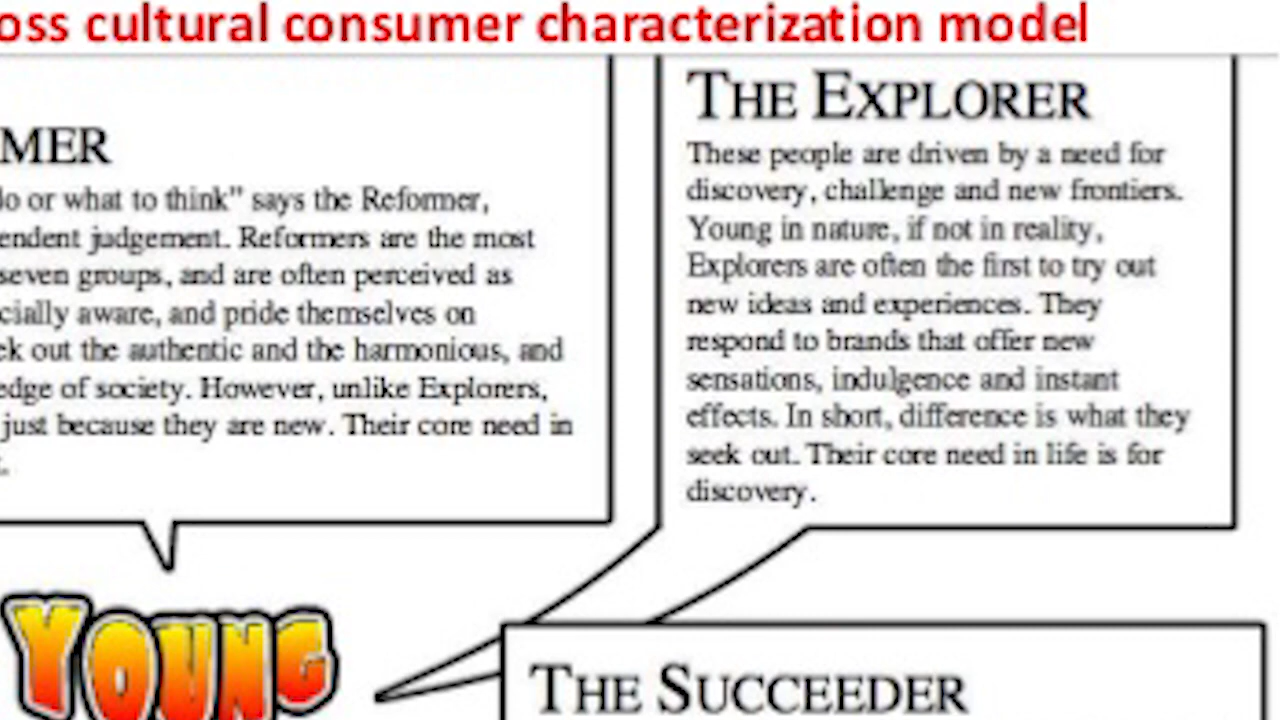 oss cultural consumer characterization model
MER
do or what to think" says the Reformer,
endent judgement. Reformers are the most
seven groups, and are often perceived as
cially aware, and pride themselves on
ek out the authentic and the harmonious, and
edge of society. However, unlike Explorers,
just because they are new. Their core need in
THE EXPLORER
These people are driven by a need for
discovery, challenge and new frontiers.
Young in nature, if not in reality,
Explorers are often the first to try out
new ideas and experiences. They
respond to brands that offer new
sensations, indulgence and instant
effects. In short, difference is what they
seek out. Their core need in life is for
discovery.
YOUNG
THE SUCCEEDER